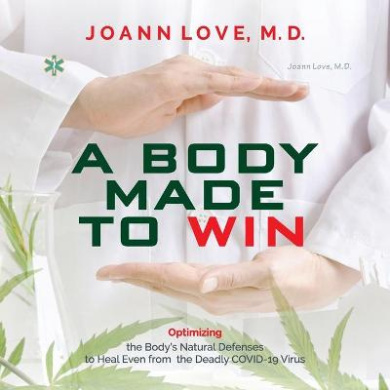 JOANN LOVE, M.D.
Joann Love, M.D.
A BODY
MADE
TO WIN
Optimizing
the Body's Natural Defenses
to Heal Even from the Deadly COVID-19 Virus